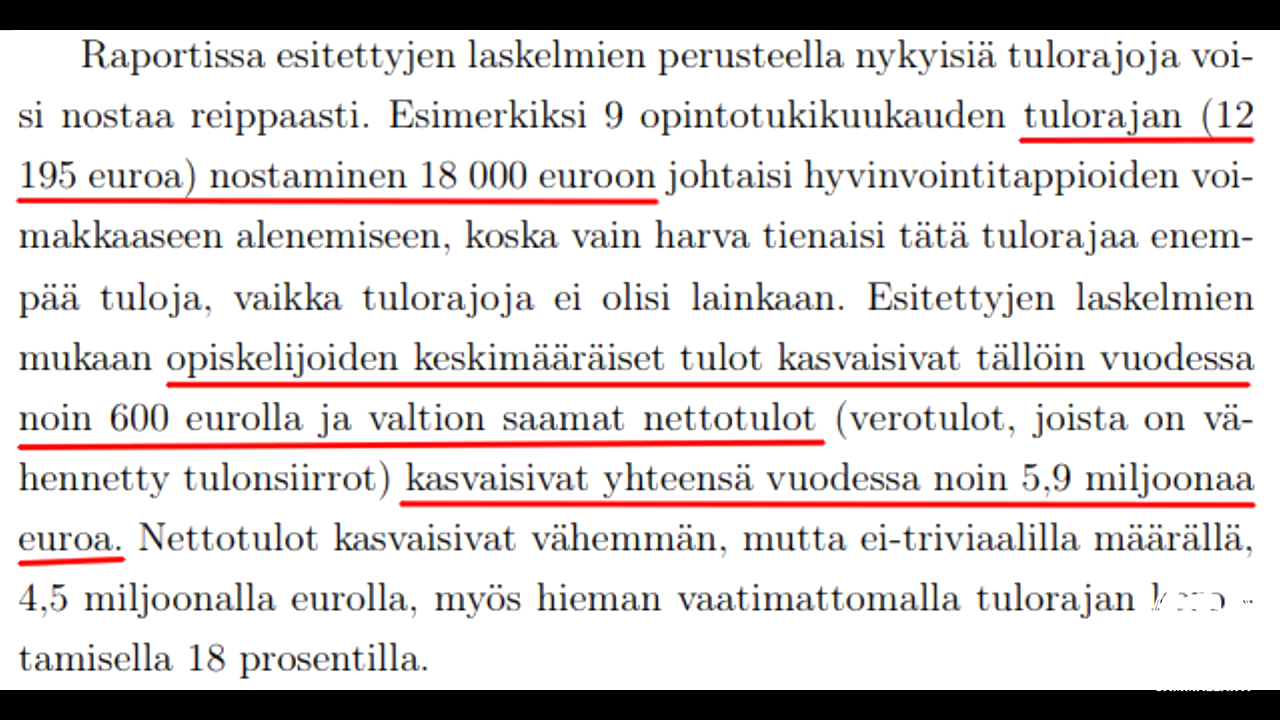 Raportissa esitettyjen laskelmien perusteella nykyisiä tulorajoja voi-
si nostaa reippaasti. Esimerkiksi 9 opintotukikuukauden tulorajan (12
195 euroa) nostaminen 18 000 euroon johtaisi hyvinvointitappioiden voi-
makkaaseen alenemiseen, koska vain harva tienaisi tätä tulorajaa enem-
pää tuloja, vaikka tulorajoja ei olisi lainkaan. Esitettyjen laskelmien
mukaan opiskelijoiden keskimääräiset tulot kasvaisivat tällöin vuodessa
noin 600 eurolla ja valtion saamat nettotulot (verotulot, joista on vä-
hennetty tulonsiirrot) kasvaisivat yhteensä vuodessa noin 5,9 miljoonaa
euroa. Nettotulot kasvaisivat vähemmän, mutta ei-triviaalilla määrällä,
4,5 miljoonalla eurolla, myös hieman vaatimattomalla tulorajan
tamisella 18 prosentilla.